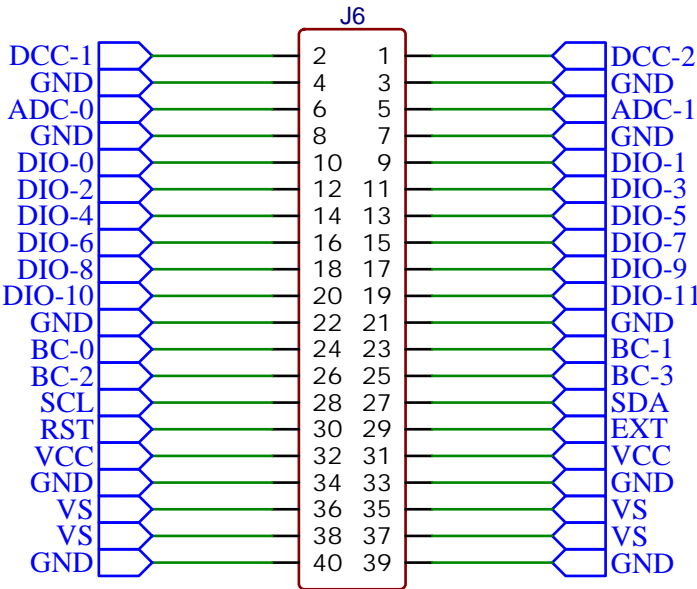 J6
DCC-1 2 1 DCC-2
GND 4 3 GND
ADC-0 6 5 ADC-1
GND 8 7 GND
DIO-0 10 9 DIO-1
DIO-2 12 11 DIO-3
DIO-4 14 13 DIO-5
DIO-6 16 15 DIO-7
DIO-8 18 17 DIO-9
DIO-10 20 19 DIO-11
GND 22 21 GND
BC-0 24 23 BC-1
BC-2 26 25 BC-3
SCL 28 27 SDA
RST 30 29 EXT
VCC 32 31 VCC
GND 34 33 GND
VS 36 35 VS
VS 38 37 VS
GND 40 39 GND